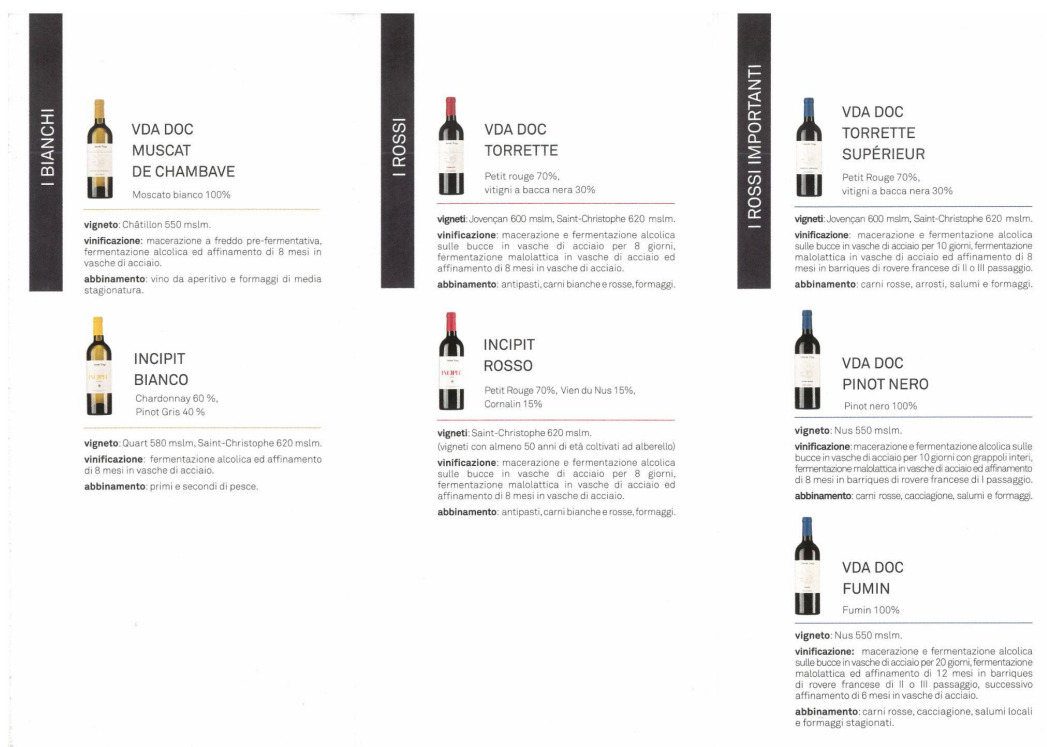 I BIANCHI
VDA DOC
MUSCAT
DE CHAMBAVE
Moscato bianco 100%
vigneto: Châtillon 550 mslm.
vinificazione: macerazione a freddo pre-fermentativa,
fermentazione alcolica ed affinamento di 8 mesi in
vasche di acciaio.
abbinamento: vino da aperitivo e formaggi di media
stagionatura.
INCIPIT
INCIPIT
BIANCO
Chardonnay 60 %,
Pinot Gris 40 %
vigneto: Quart 580 mslm, Saint-Christophe 620 mslm.
vinificazione: fermentazione alcolica ed affinamento
di 8 mesi in vasche di acciaio.
abbinamento: primi e secondi di pesce.
I ROSSI
VDA DOC
TORRETTE
Petit rouge 70%,
vitigni a bacca nera 30%
vigneti: Jovençan 600 mslm, Saint-Christophe 620 mslm.
vinificazione: macerazione e fermentazione alcolica
sulle bucce in vasche di acciaio per 8 giorni,
fermentazione malolattica in vasche di acciaio ed
affinamento di 8 mesi in vasche di acciaio.
abbinamento: antipasti, carni bianche e rosse, formaggi.
INCIPIT
INCIPIT
ROSSO
Petit Rouge 70%, Vien du Nus 15%,
Cornalin 15%
vigneti: Saint-Christophe 620 mslm.
(vigneti con almeno 50 anni di età coltivati ad alberello)
vinificazione: macerazione e fermentazione alcolica
sulle bucce in vasche di acciaio per 8 giorni,
fermentazione malolattica in vasche di acciaio ed
affinamento di 8 mesi in vasche di acciaio.
abbinamento: antipasti, carni bianche e rosse, formaggi.
I ROSSI IMPORTANTI
VDA DOC
TORRETTE
SUPÉRIEUR
Petit Rouge 70%,
vitigni a bacca nera 30%
vigneti: Jovençan 600 mslm, Saint-Christophe 620 mslm.
vinificazione: macerazione e fermentazione alcolica
sulle bucce in vasche di acciaio per 10 giorni, fermentazione
malolattica in vasche di acciaio ed affinamento di 8
mesi in barriques di rovere francese di II o III passaggio.
abbinamento: carni rosse, arrosti, salumi e formaggi.
VDA DOC
PINOT NERO
Pinot nero 100%
vigneto: Nus 550 mslm.
vinificazione: macerazione e fermentazione alcolica sulle
bucce in vasche di acciaio per 10 giorni con grappoli interi,
fermentazione malolattica in vasche di acciaio ed affinamento
di 8 mesi in barriques di rovere francese di I passaggio.
abbinamento: carni rosse, cacciagione, salumi e formaggi.
VDA DOC
FUMIN
Fumin 100%
vigneto: Nus 550 mslm.
vinificazione: macerazione e fermentazione alcolica
sulle bucce in vasche di acciaio per 20 giorni, fermentazione
malolattica ed affinamento di 12 mesi in barriques
di rovere francese di II o III passaggio, successivo
affinamento di 6 mesi in vasche di acciaio.
abbinamento: carni rosse, cacciagione, salumi locali
e formaggi stagionati.